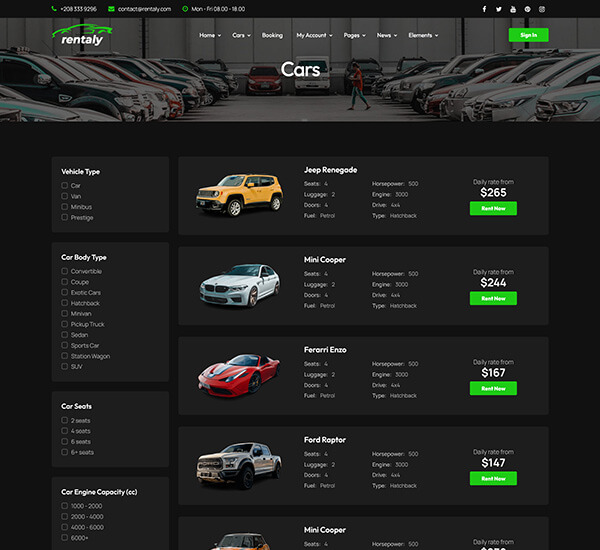 +208 333 9296 contact@rentaly.com Mon - Fri 08.00 - 18.00
rentaly
Home Cars Booking My Account Pages News Elements Sign In
Cars
Vehicle Type
Car
Van
Minibus
Prestige
Car Body Type
Convertible
Coupe
Exotic Cars
Hatchback
Minivan
Pickup Truck
Sedan
Sports Car
Station Wagon
SUV
Car Seats
2 seats
4 seats
6 seats
6+ seats
Car Engine Capacity (cc)
1000 - 2000
2000 - 4000
4000 - 6000
6000+
Jeep Renegade
Seats: 4 Horsepower: 500
Luggage: 2 Engine: 3000
Doors: 4 Drive: 4x4
Fuel: Petrol Type: Hatchback
Daily rate from
$265
Rent Now
Mini Cooper
Seats: 4 Horsepower: 500
Luggage: 2 Engine: 3000
Doors: 4 Drive: 4x4
Fuel: Petrol Type: Hatchback
Daily rate from
$244
Rent Now
Ferarri Enzo
Seats: 4 Horsepower: 500
Luggage: 2 Engine: 3000
Doors: 4 Drive: 4x4
Fuel: Petrol Type: Hatchback
Daily rate from
$167
Rent Now
Ford Raptor
Seats: 4 Horsepower: 500
Luggage: 2 Engine: 3000
Doors: 4 Drive: 4x4
Fuel: Petrol Type: Hatchback
Daily rate from
$147
Rent Now
Mini Cooper
Seats: 4 Horsepower: 500
Daily rate from